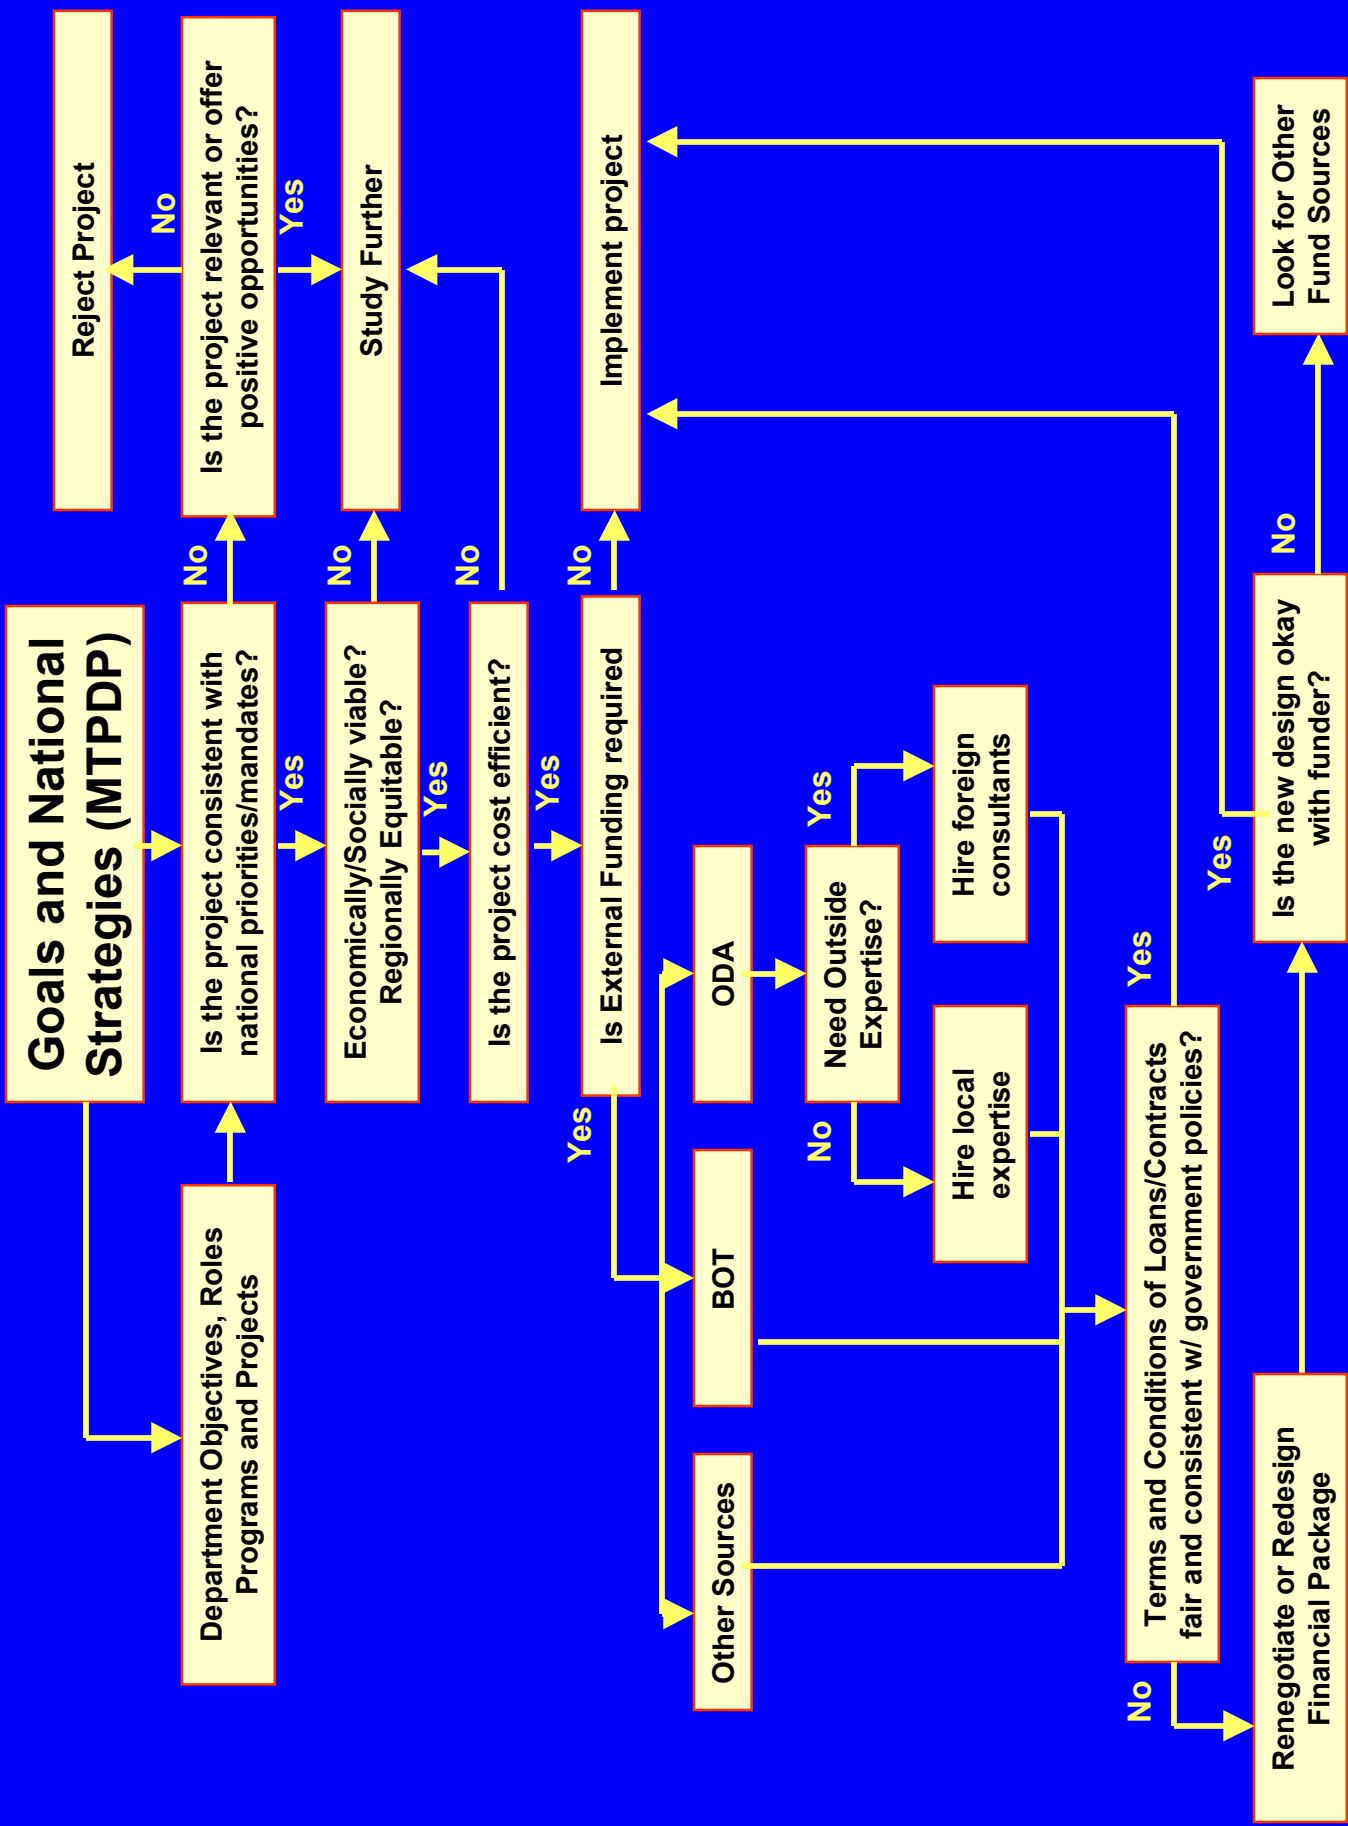 Goals and National
Strategies (MTPDP)
Department Objectives, Roles
Programs and Projects
Is the project consistent with
national priorities/mandates?
No
Is the project relevant or offer
positive opportunities?
No
Reject Project
Yes
Study Further
Yes
Economically/Socially viable?
Regionally Equitable?
No
Yes
Is the project cost efficient?
No
Yes
Is External Funding required
No
Implement project
Yes
Other Sources
BOT
ODA
Need Outside
Expertise?
No
Yes
Hire local
expertise
Hire foreign
consultants
Terms and Conditions of Loans/Contracts
fair and consistent w/ government policies?
Yes
No
Renegotiate or Redesign
Financial Package
Is the new design okay
with funder?
Yes
No
Look for Other
Fund Sources